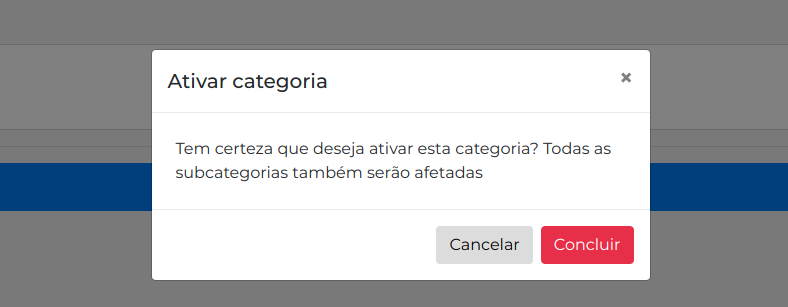 Ativar categoria
×
Tem certeza que deseja ativar esta categoria? Todas as
subcategorias também serão afetadas
Cancelar
Concluir